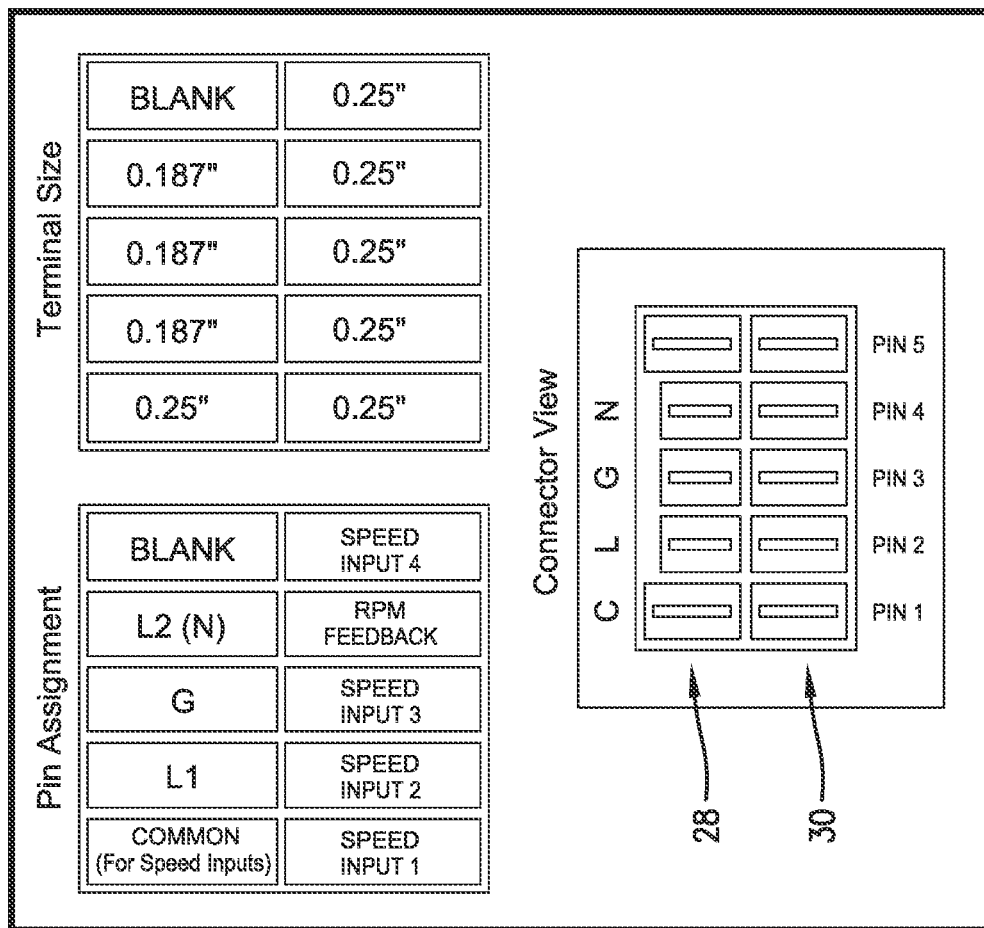 Terminal Size
BLANK 0.25"
0.187" 0.25"
0.187" 0.25"
0.187" 0.25"
0.25" 0.25"
Pin Assignment
BLANK
SPEED
INPUT 4
L2 (N)
RPM
FEEDBACK
G
SPEED
INPUT 3
L1
SPEED
INPUT 2
COMMON
(For Speed Inputs)
SPEED
INPUT 1
Connector View
C L G N
PIN 1
PIN 2
PIN 3
PIN 4
PIN 5
28
30